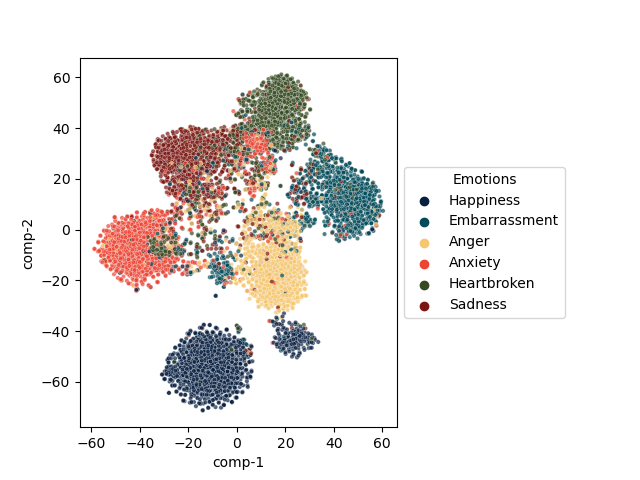 60
40
20
0
−20
−40
−60
−60 −40 −20 0 20 40 60
comp-2
comp-1
Emotions
Happiness
Embarrassment
Anger
Anxiety
Heartbroken
Sadness